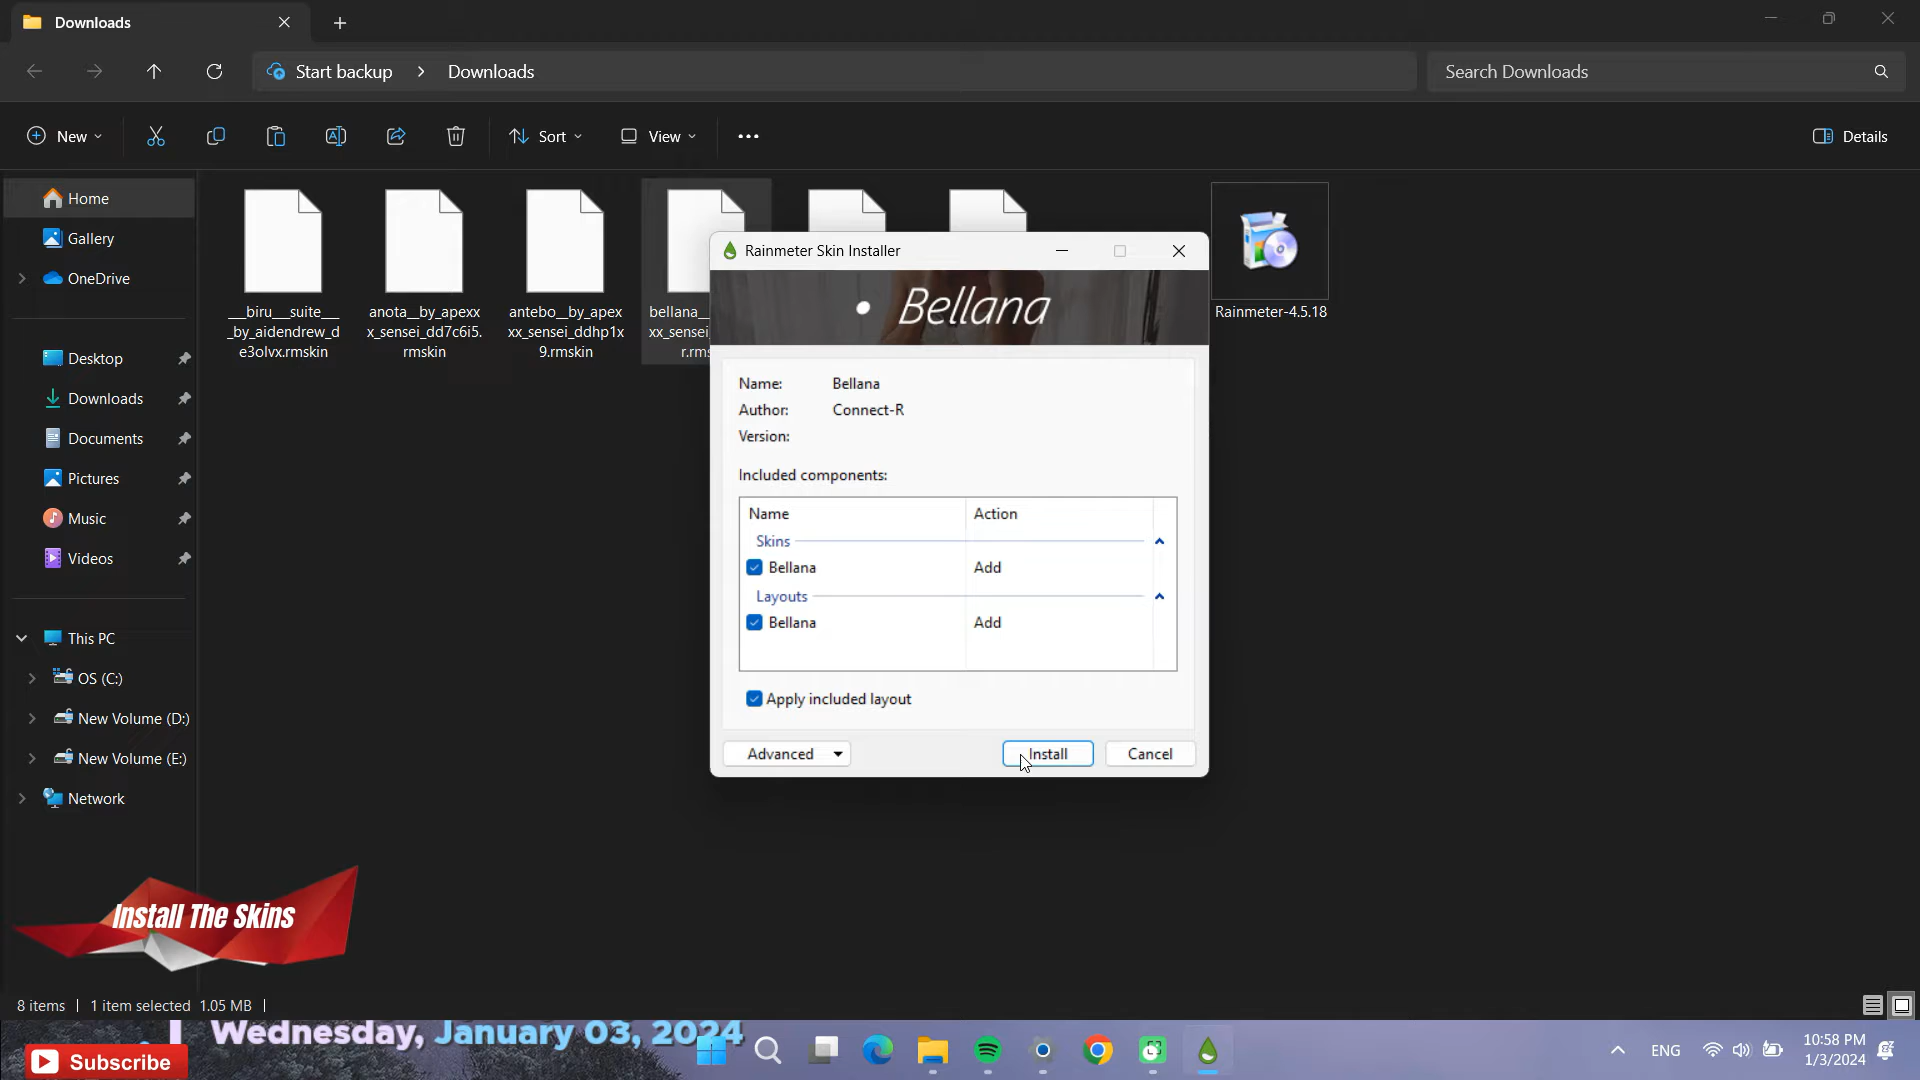 Downloads
Start backup
Downloads
Search Downloads
New
Sort
View
Details
Home
Gallery
OneDrive
Desktop
Downloads
Documents
Pictures
Music
Videos
This PC
OS (C:)
New Volume (D:)
New Volume (E:)
Network
__biru__suite__
_by_aidendrew_d
e3olvx.rmskin
anota__by_apexx
x_sensei_dd7c6i5.
rmskin
antebo__by_apex
xx_sensei_ddhp1x
9.rmskin
bellana__
xx_sensei
r.rms
Rainmeter-4.5.18
Rainmeter Skin Installer
• Bellana
Name: Bellana
Author: Connect-R
Version:
Included components:
Name Action
Skins
Bellana Add
Layouts
Bellana Add
Apply included layout
Advanced
Install
Cancel
Install The Skins
8 items
1 item selected 1.05 MB
Wednesday, January 03, 2024
Subscribe
ENG
10:58 PM
1/3/2024